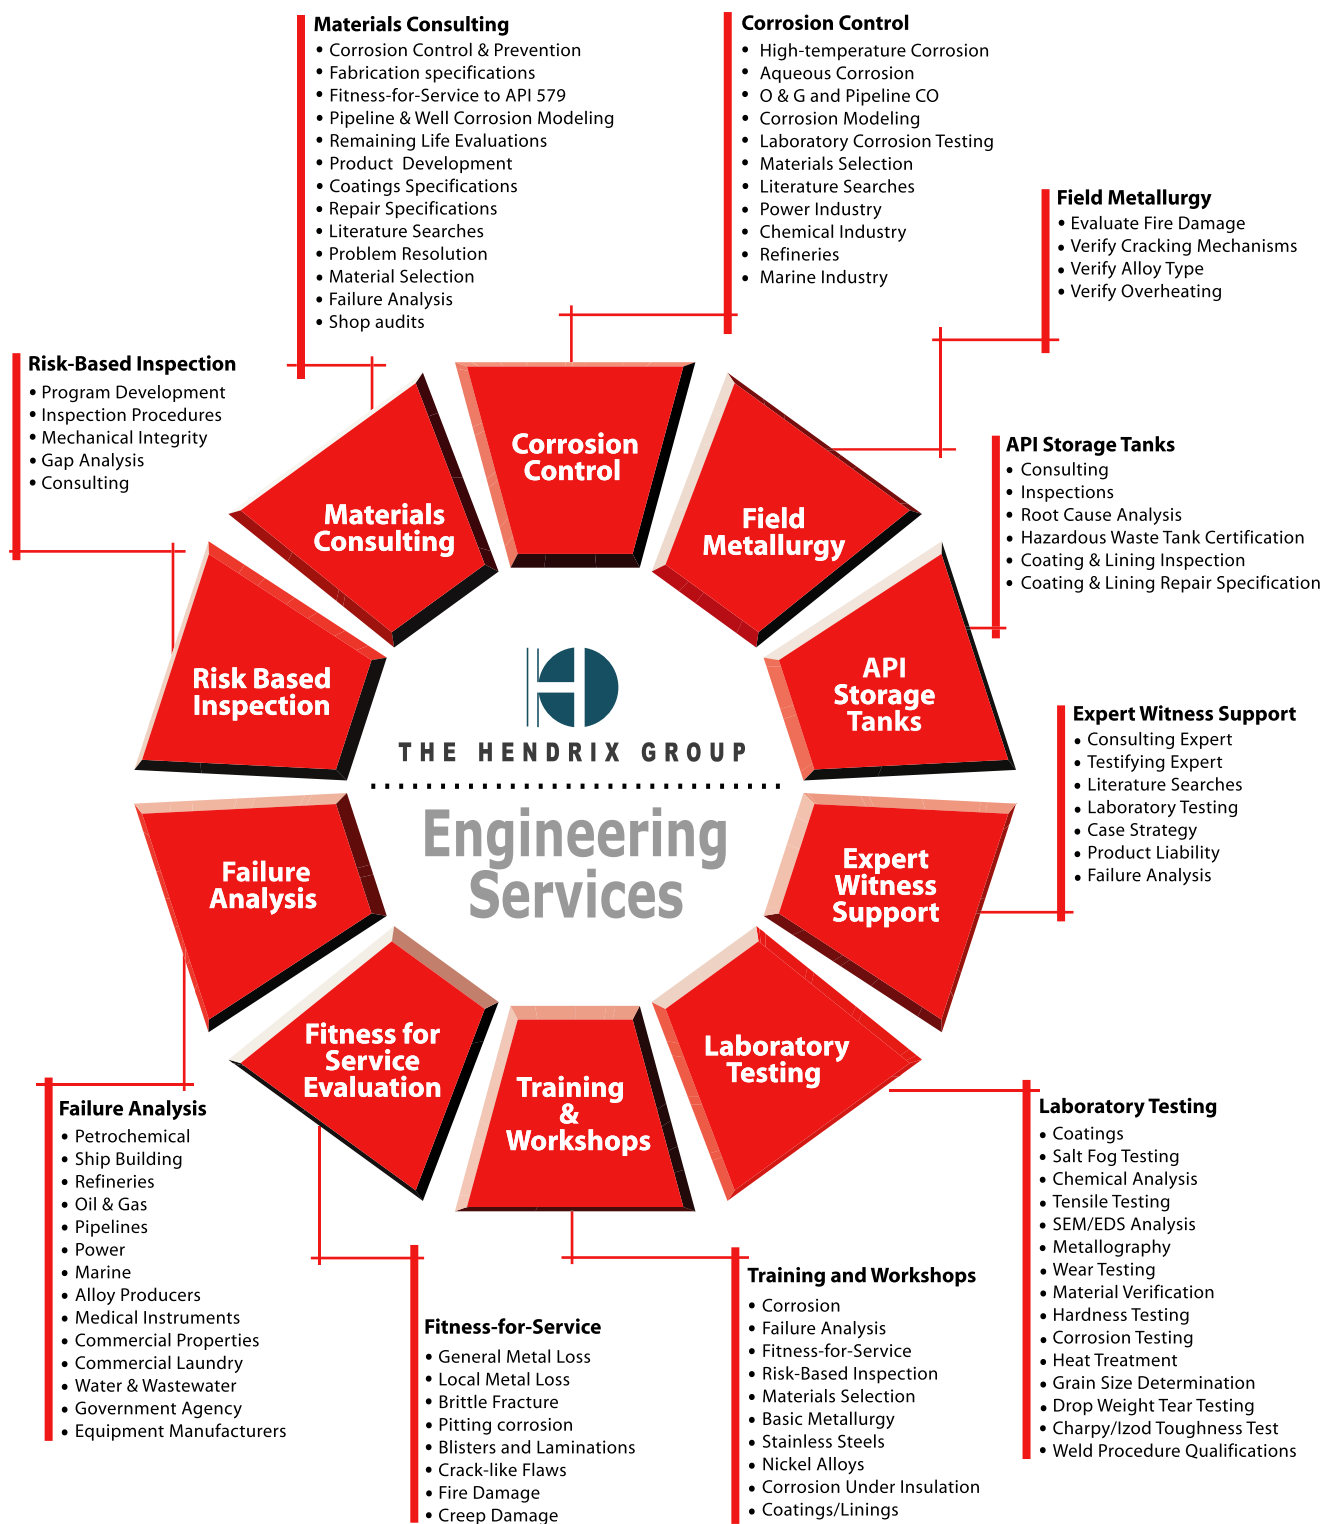 Materials Consulting
• Corrosion Control & Prevention
• Fabrication specifications
• Fitness-for-Service to API 579
• Pipeline & Well Corrosion Modeling
• Remaining Life Evaluations
• Product Development
• Coatings Specifications
• Repair Specifications
• Literature Searches
• Problem Resolution
• Material Selection
• Failure Analysis
• Shop audits
Corrosion Control
• High-temperature Corrosion
• Aqueous Corrosion
• O & G and Pipeline CO
• Corrosion Modeling
• Laboratory Corrosion Testing
• Materials Selection
• Literature Searches
• Power Industry
• Chemical Industry
• Refineries
• Marine Industry
Field Metallurgy
• Evaluate Fire Damage
• Verify Cracking Mechanisms
• Verify Alloy Type
• Verify Overheating
Risk-Based Inspection
• Program Development
• Inspection Procedures
• Mechanical Integrity
• Gap Analysis
• Consulting
API Storage Tanks
• Consulting
• Inspections
• Root Cause Analysis
• Hazardous Waste Tank Certification
• Coating & Lining Inspection
• Coating & Lining Repair Specification
Corrosion
Control
Materials
Consulting
Field
Metallurgy
Risk Based
Inspection
API
Storage
Tanks
THE HENDRIX GROUP
Engineering
Services
Failure
Analysis
Expert
Witness
Support
Fitness for
Service
Evaluation
Training
&
Workshops
Laboratory
Testing
Expert Witness Support
• Consulting Expert
• Testifying Expert
• Literature Searches
• Laboratory Testing
• Case Strategy
• Product Liability
• Failure Analysis
Failure Analysis
• Petrochemical
• Ship Building
• Refineries
• Oil & Gas
• Pipelines
• Power
• Marine
• Alloy Producers
• Medical Instruments
• Commercial Properties
• Commercial Laundry
• Water & Wastewater
• Government Agency
• Equipment Manufacturers
Fitness-for-Service
• General Metal Loss
• Local Metal Loss
• Brittle Fracture
• Pitting corrosion
• Blisters and Laminations
• Crack-like Flaws
• Fire Damage
• Creep Damage
Training and Workshops
• Corrosion
• Failure Analysis
• Fitness-for-Service
• Risk-Based Inspection
• Materials Selection
• Basic Metallurgy
• Stainless Steels
• Nickel Alloys
• Corrosion Under Insulation
• Coatings/Linings
Laboratory Testing
• Coatings
• Salt Fog Testing
• Chemical Analysis
• Tensile Testing
• SEM/EDS Analysis
• Metallography
• Wear Testing
• Material Verification
• Hardness Testing
• Corrosion Testing
• Heat Treatment
• Grain Size Determination
• Drop Weight Tear Testing
• Charpy/Izod Toughness Test
• Weld Procedure Qualifications